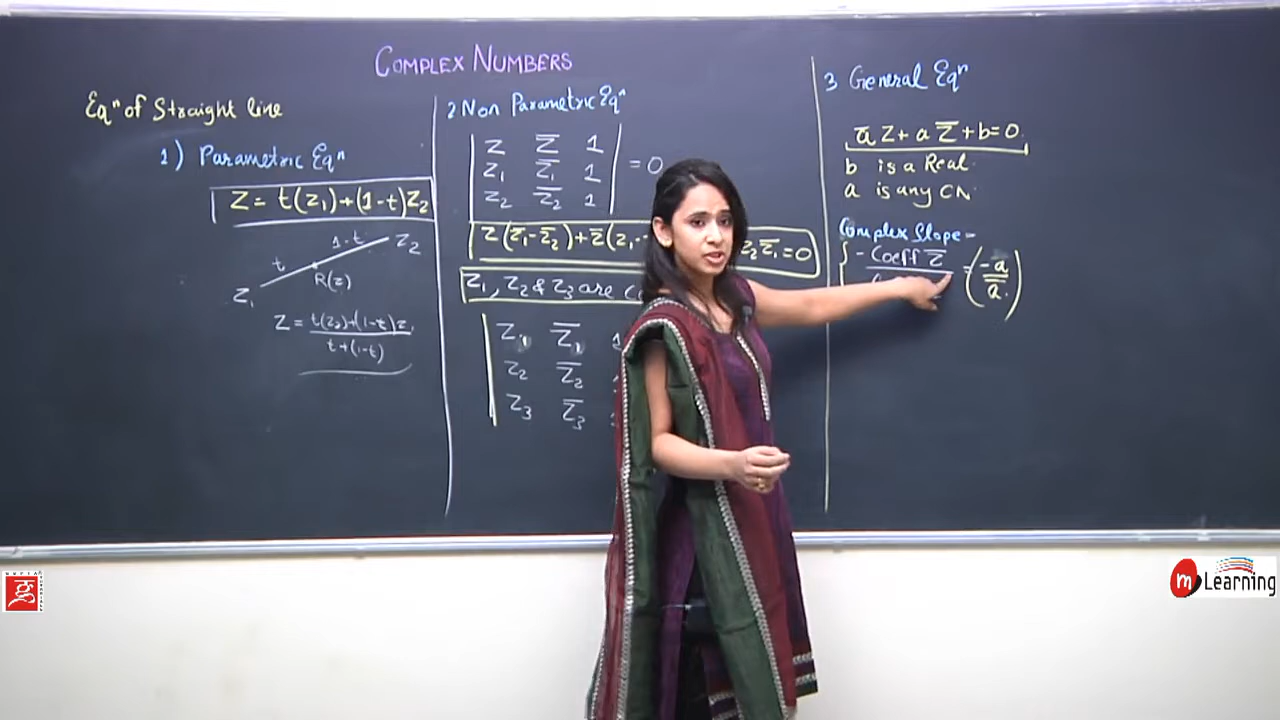 COMPLEX NUMBERS
Eqⁿ of Straight line
1) Parametric Eqⁿ
Z = t(z₁)+(1-t)Z₂
1-t
t
Z₂
R(z)
Z₁
Z = t(z₂)+(1-t)z₁
t+(1-t)
2 Non Parametric Eqⁿ
Z Z̅ 1
Z₁ Z̅₁ 1 = 0
Z₂ Z̅₂ 1
Z(Z̅₁-Z̅₂)+Z̅(Z₁- Z₂Z̅₁=0
Z₁, Z₂ & Z₃ are
Z₁ Z̅₁ 1
Z₂ Z̅₂
Z₃ Z̅₃
3 General Eqⁿ
a̅ Z + a Z̅ + b = 0
b is a Real
a is any CN
Complex Slope =
- Coeff Z̅ = (-a
a̅)
m Learning